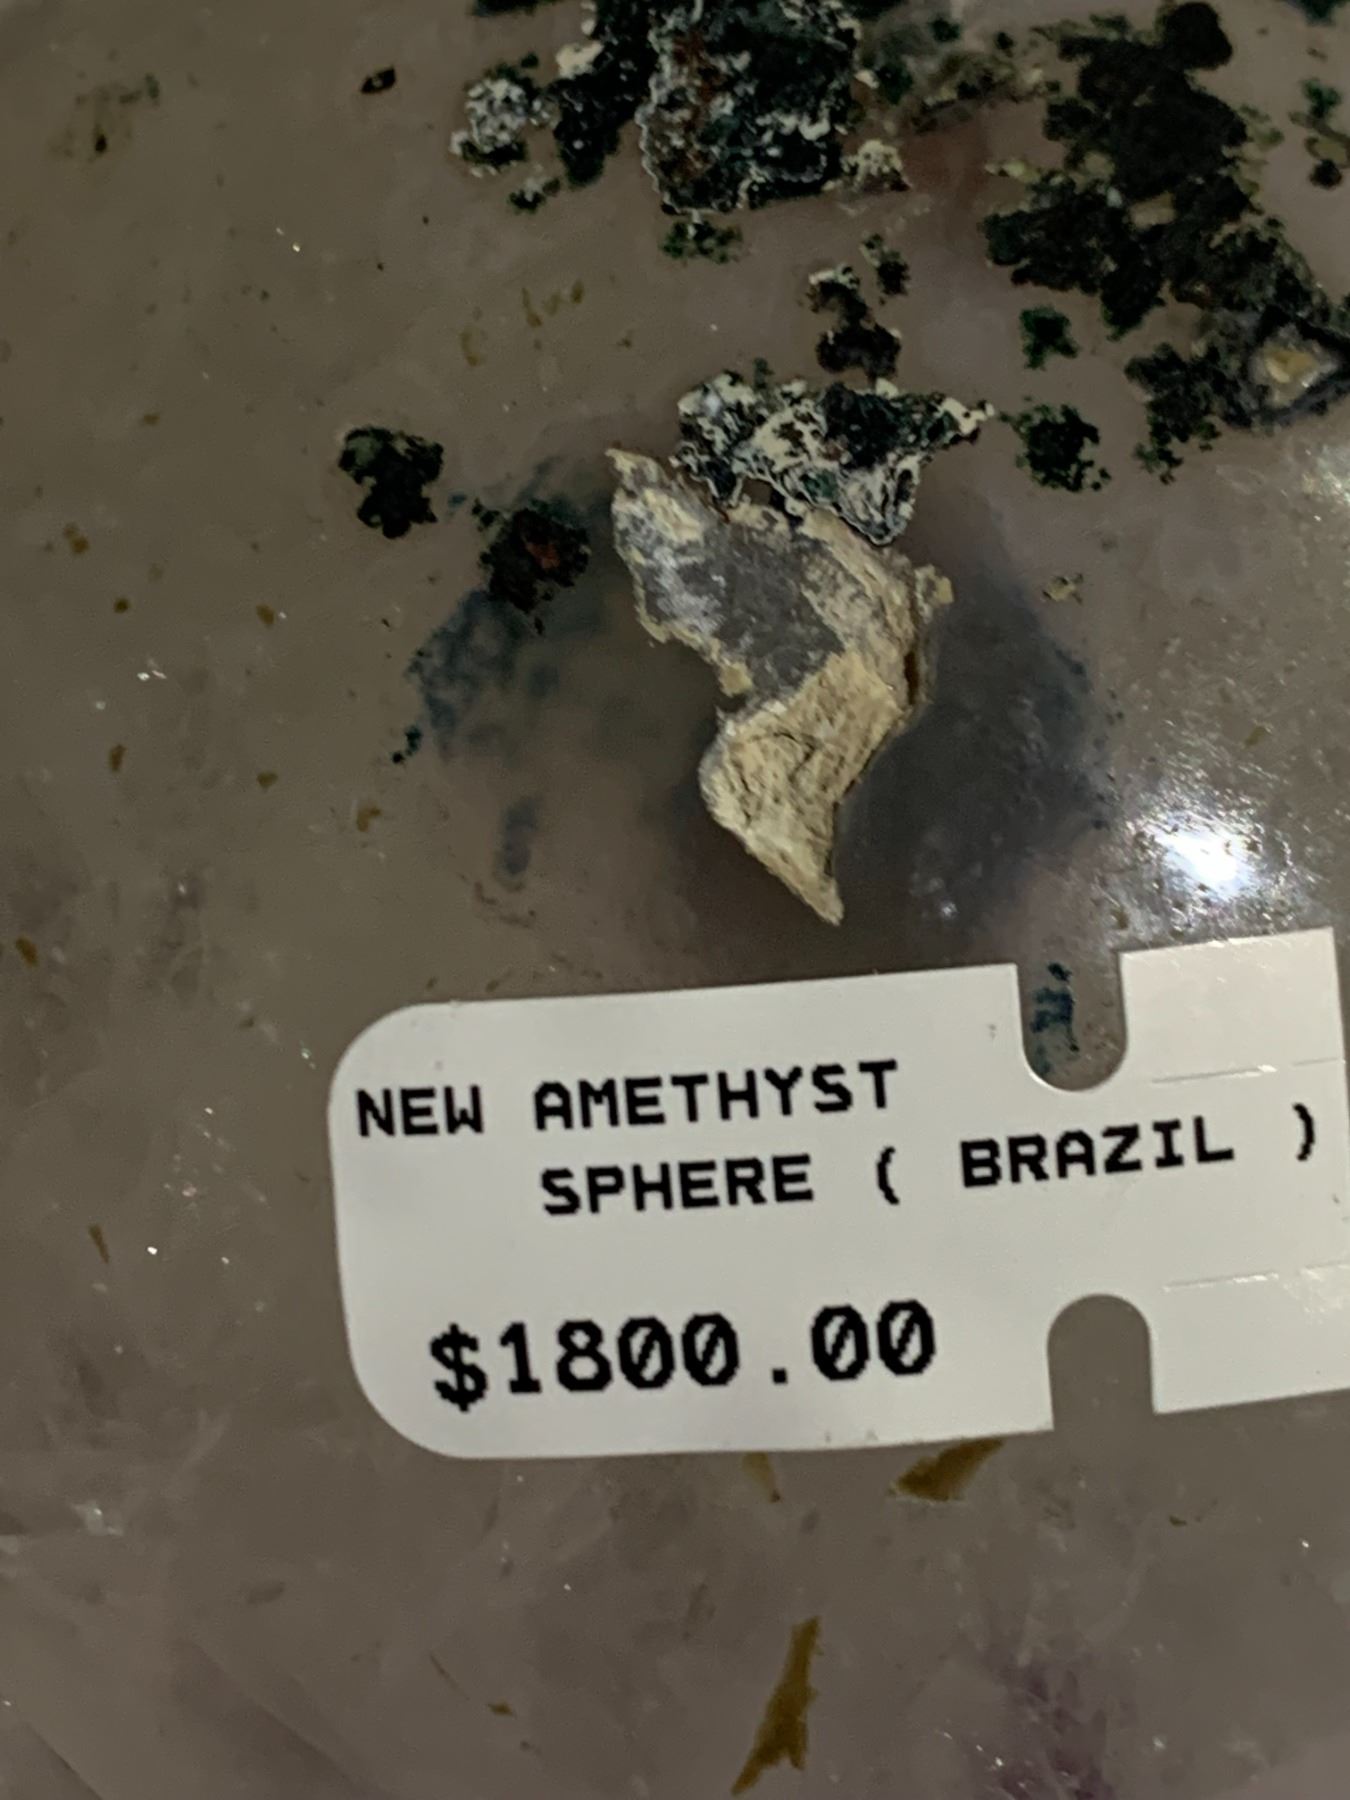 NEW AMETHYST
SPHERE ( BRAZIL )
$1800.00